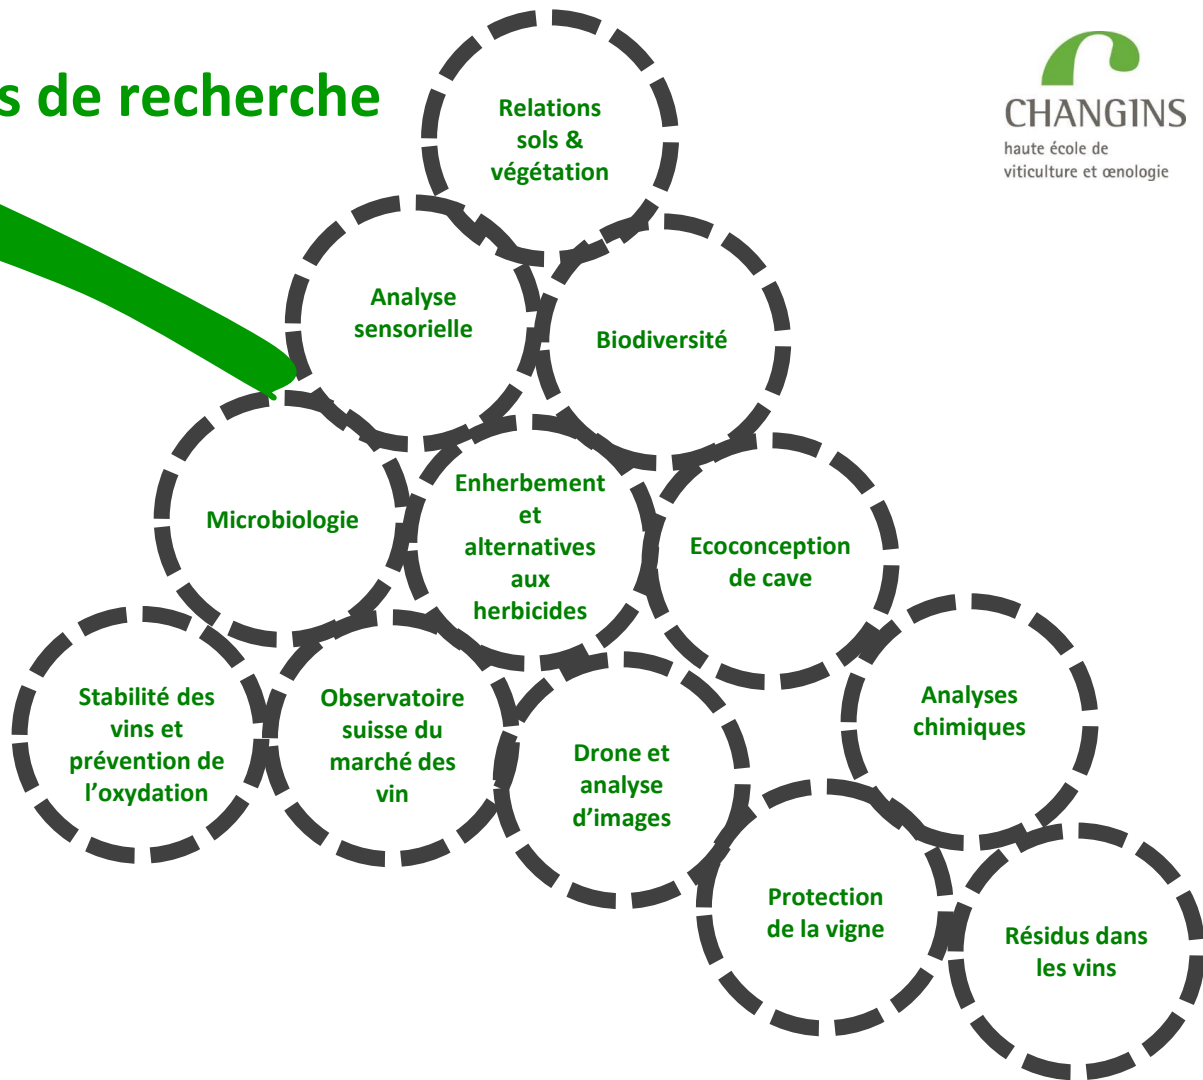 s de recherche
CHANGINS
haute école de
viticulture et œnologie
Relations
sols &
végétation
Analyse
sensorielle
Biodiversité
Microbiologie
Enherbement
et
alternatives
aux
herbicides
Ecoconception
de cave
Stabilité des
vins et
prévention de
l’oxydation
Observatoire
suisse du
marché des
vin
Drone et
analyse
d’images
Analyses
chimiques
Protection
de la vigne
Résidus dans
les vins